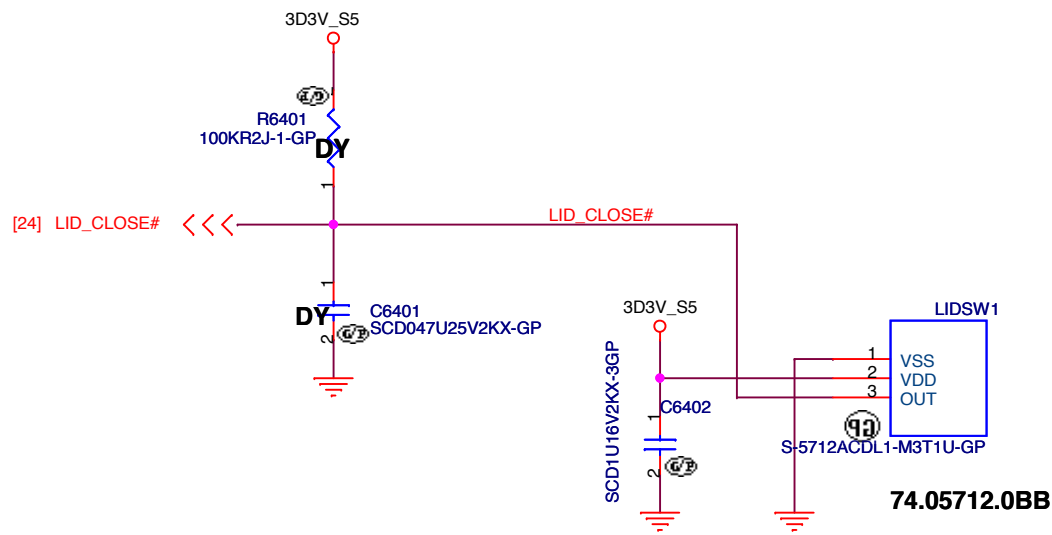 3D3V_S5
G/P
R6401
100KR2J-1-GP
DY
1
[24] LID_CLOSE#
LID_CLOSE#
1
DY
C6401
SCD047U25V2KX-GP
2
G/P
3D3V_S5
LIDSW1
SCD1U16V2KX-3GP
C6402
1
2
G/P
1 VSS
2 VDD
3 OUT
GP
S-5712ACDL1-M3T1U-GP
74.05712.0BB